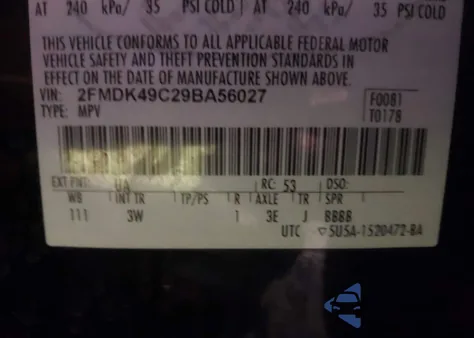 AT 240 kPa/ 35 PSI COLD | AT 240 kPa/ 35 PSI COLD
THIS VEHICLE CONFORMS TO ALL APPLICABLE FEDERAL MOTOR
VEHICLE SAFETY AND THEFT PREVENTION STANDARDS IN
EFFECT ON THE DATE OF MANUFACTURE SHOWN ABOVE.
VIN: 2FMDK49C29BA56027
TYPE: MPV
F0081
T0178
EXT PNT: UA RC: 53 DSO:
WB INT TR TP/PS R AXLE TR SPR
111 3W 1 3E J BBBB
UTC ▽5U5A-1520472-BA